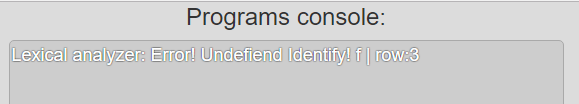 Programs console:
Lexical analyzer: Error! Undefiend Identify! f | row:3